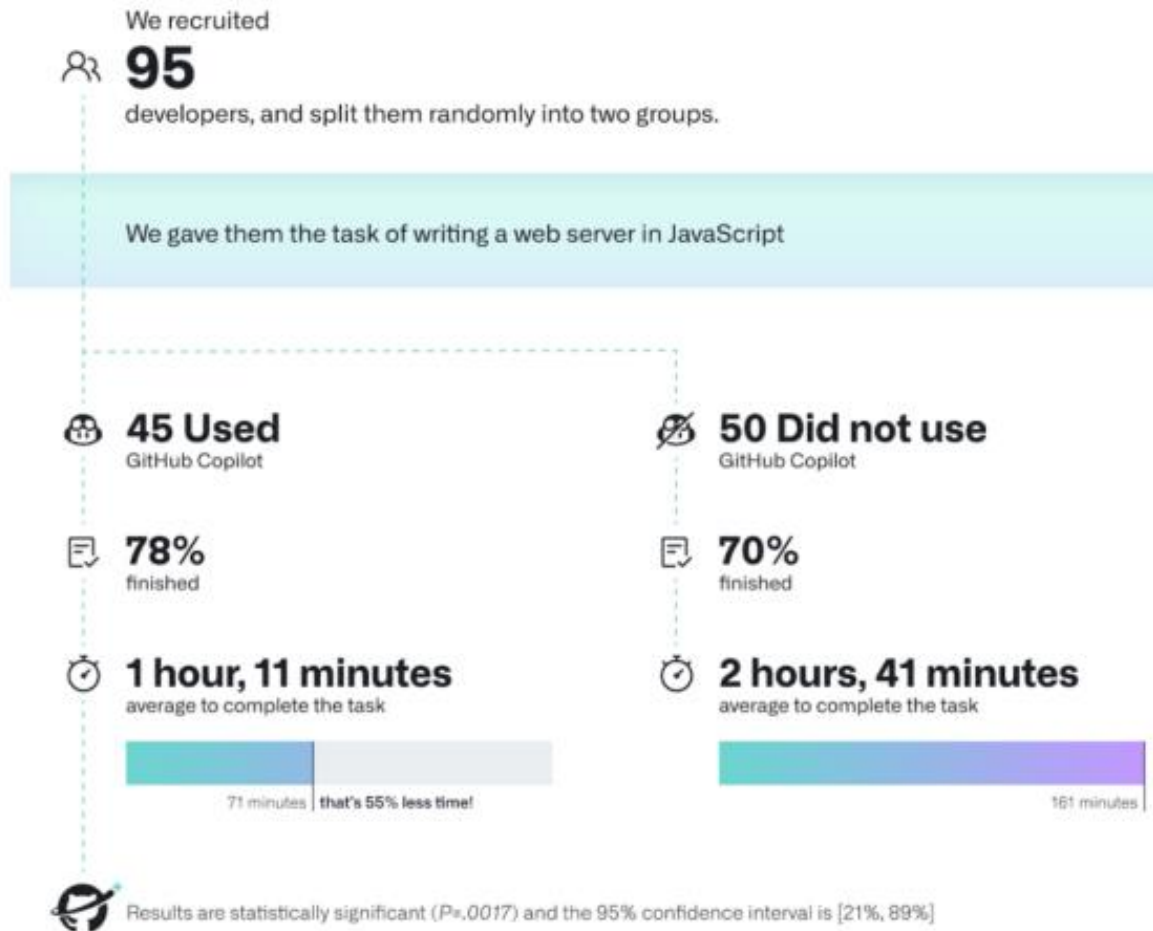 We recruited
95
developers, and split them randomly into two groups.
We gave them the task of writing a web server in JavaScript
45 Used
GitHub Copilot
78%
finished
1 hour, 11 minutes
average to complete the task
71 minutes
that's 55% less time!
50 Did not use
GitHub Copilot
70%
finished
2 hours, 41 minutes
average to complete the task
161 minutes
Results are statistically significant (P=.0017) and the 95% confidence interval is [21%, 89%]